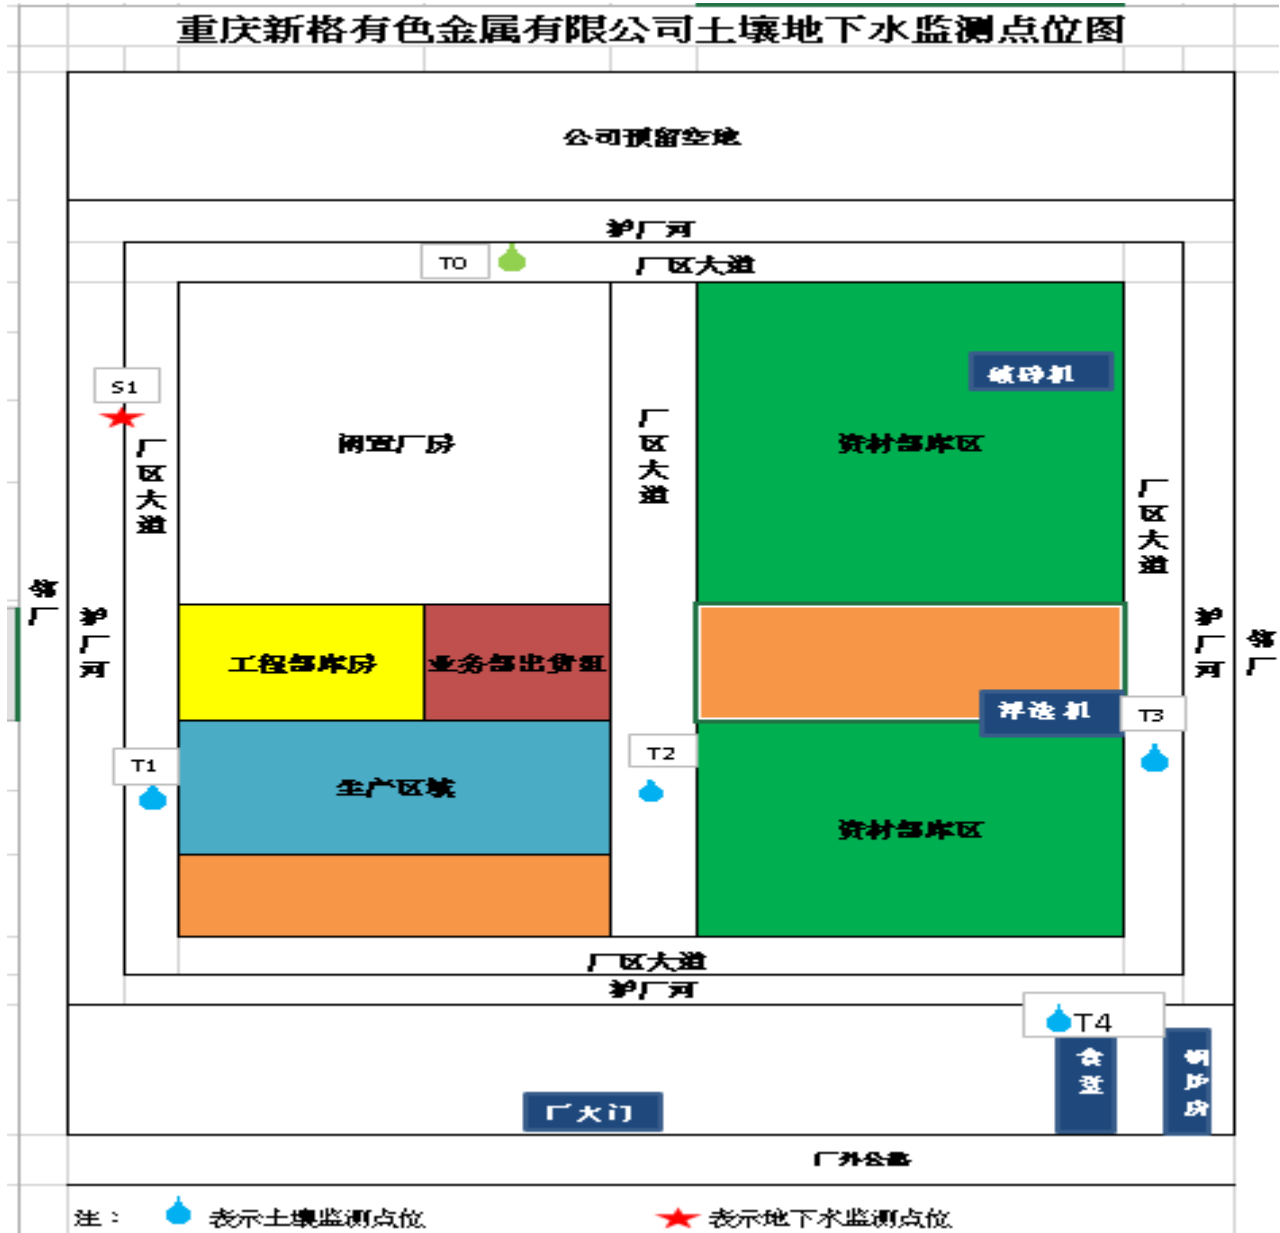 重庆新格有色金属有限公司土壤地下水监测点位图
公司预留空地
护厂河
T0
厂区大道
破碎机
S1
闲置厂房
厂区大道
资材部库区
厂区大道
厂区大道
邻厂
护厂河
工程部库房
业务部出货组
护厂河
邻厂
浮选机
T3
T1
T2
生产区域
资材部库区
厂区大道
护厂河
T4
食堂
锅炉房
厂大门
厂外公路
注：
表示土壤监测点位
表示地下水监测点位